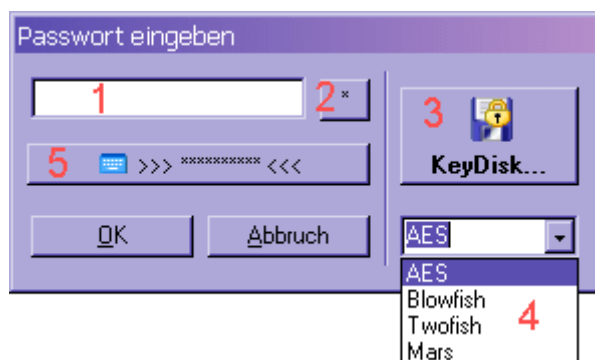 Passwort eingeben
1
2 *
5 >>> ********** <<<
OK
Abbruch
3
KeyDisk...
AES
AES
Blowfish
Twofish
4
Mars